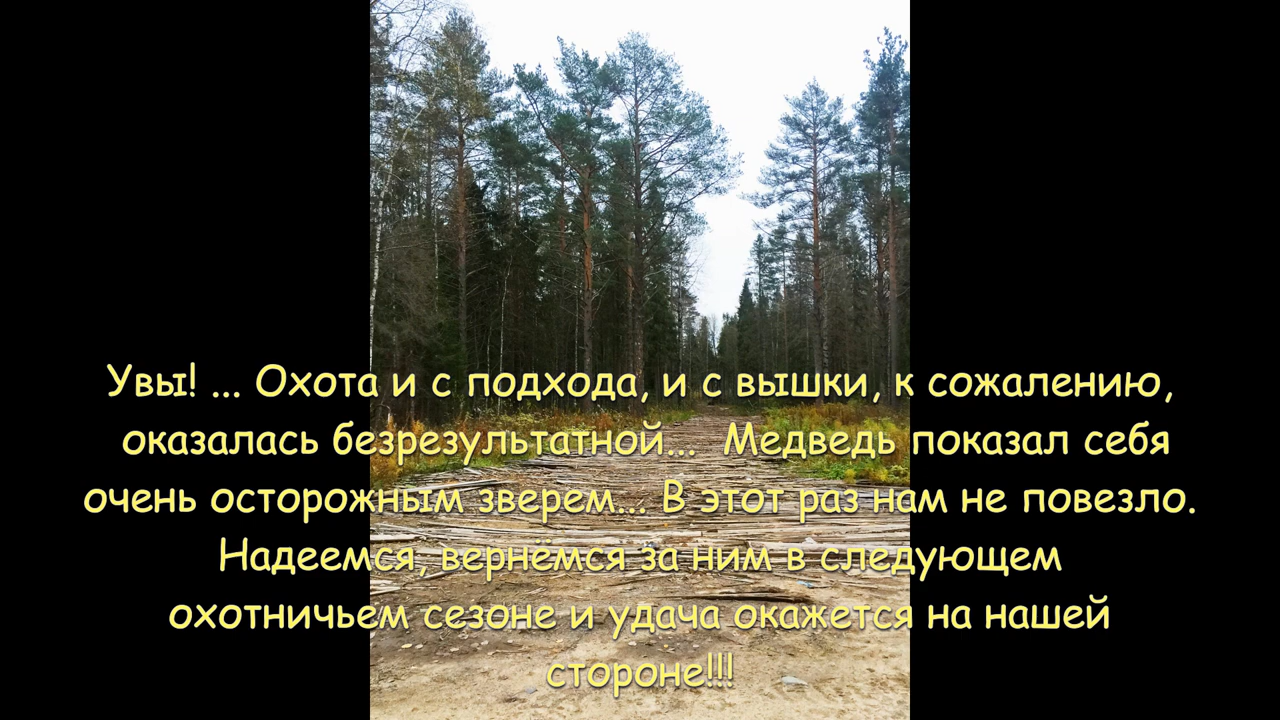 Увы! ... Охота и с подхода, и с вышки, к сожалению,
оказалась безрезультатной... Медведь показал себя
очень осторожным зверем... В этот раз нам не повезло.
Надеемся, вернёмся за ним в следующем
охотничьем сезоне и удача окажется на нашей
стороне!!!